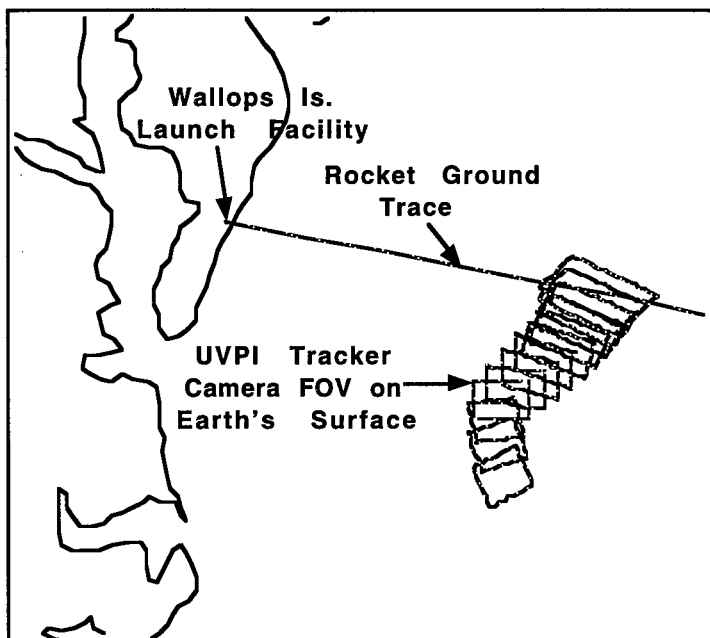 Wallops Is.
Launch Facility
Rocket Ground
Trace
UVPI Tracker
Camera FOV on
Earth's Surface